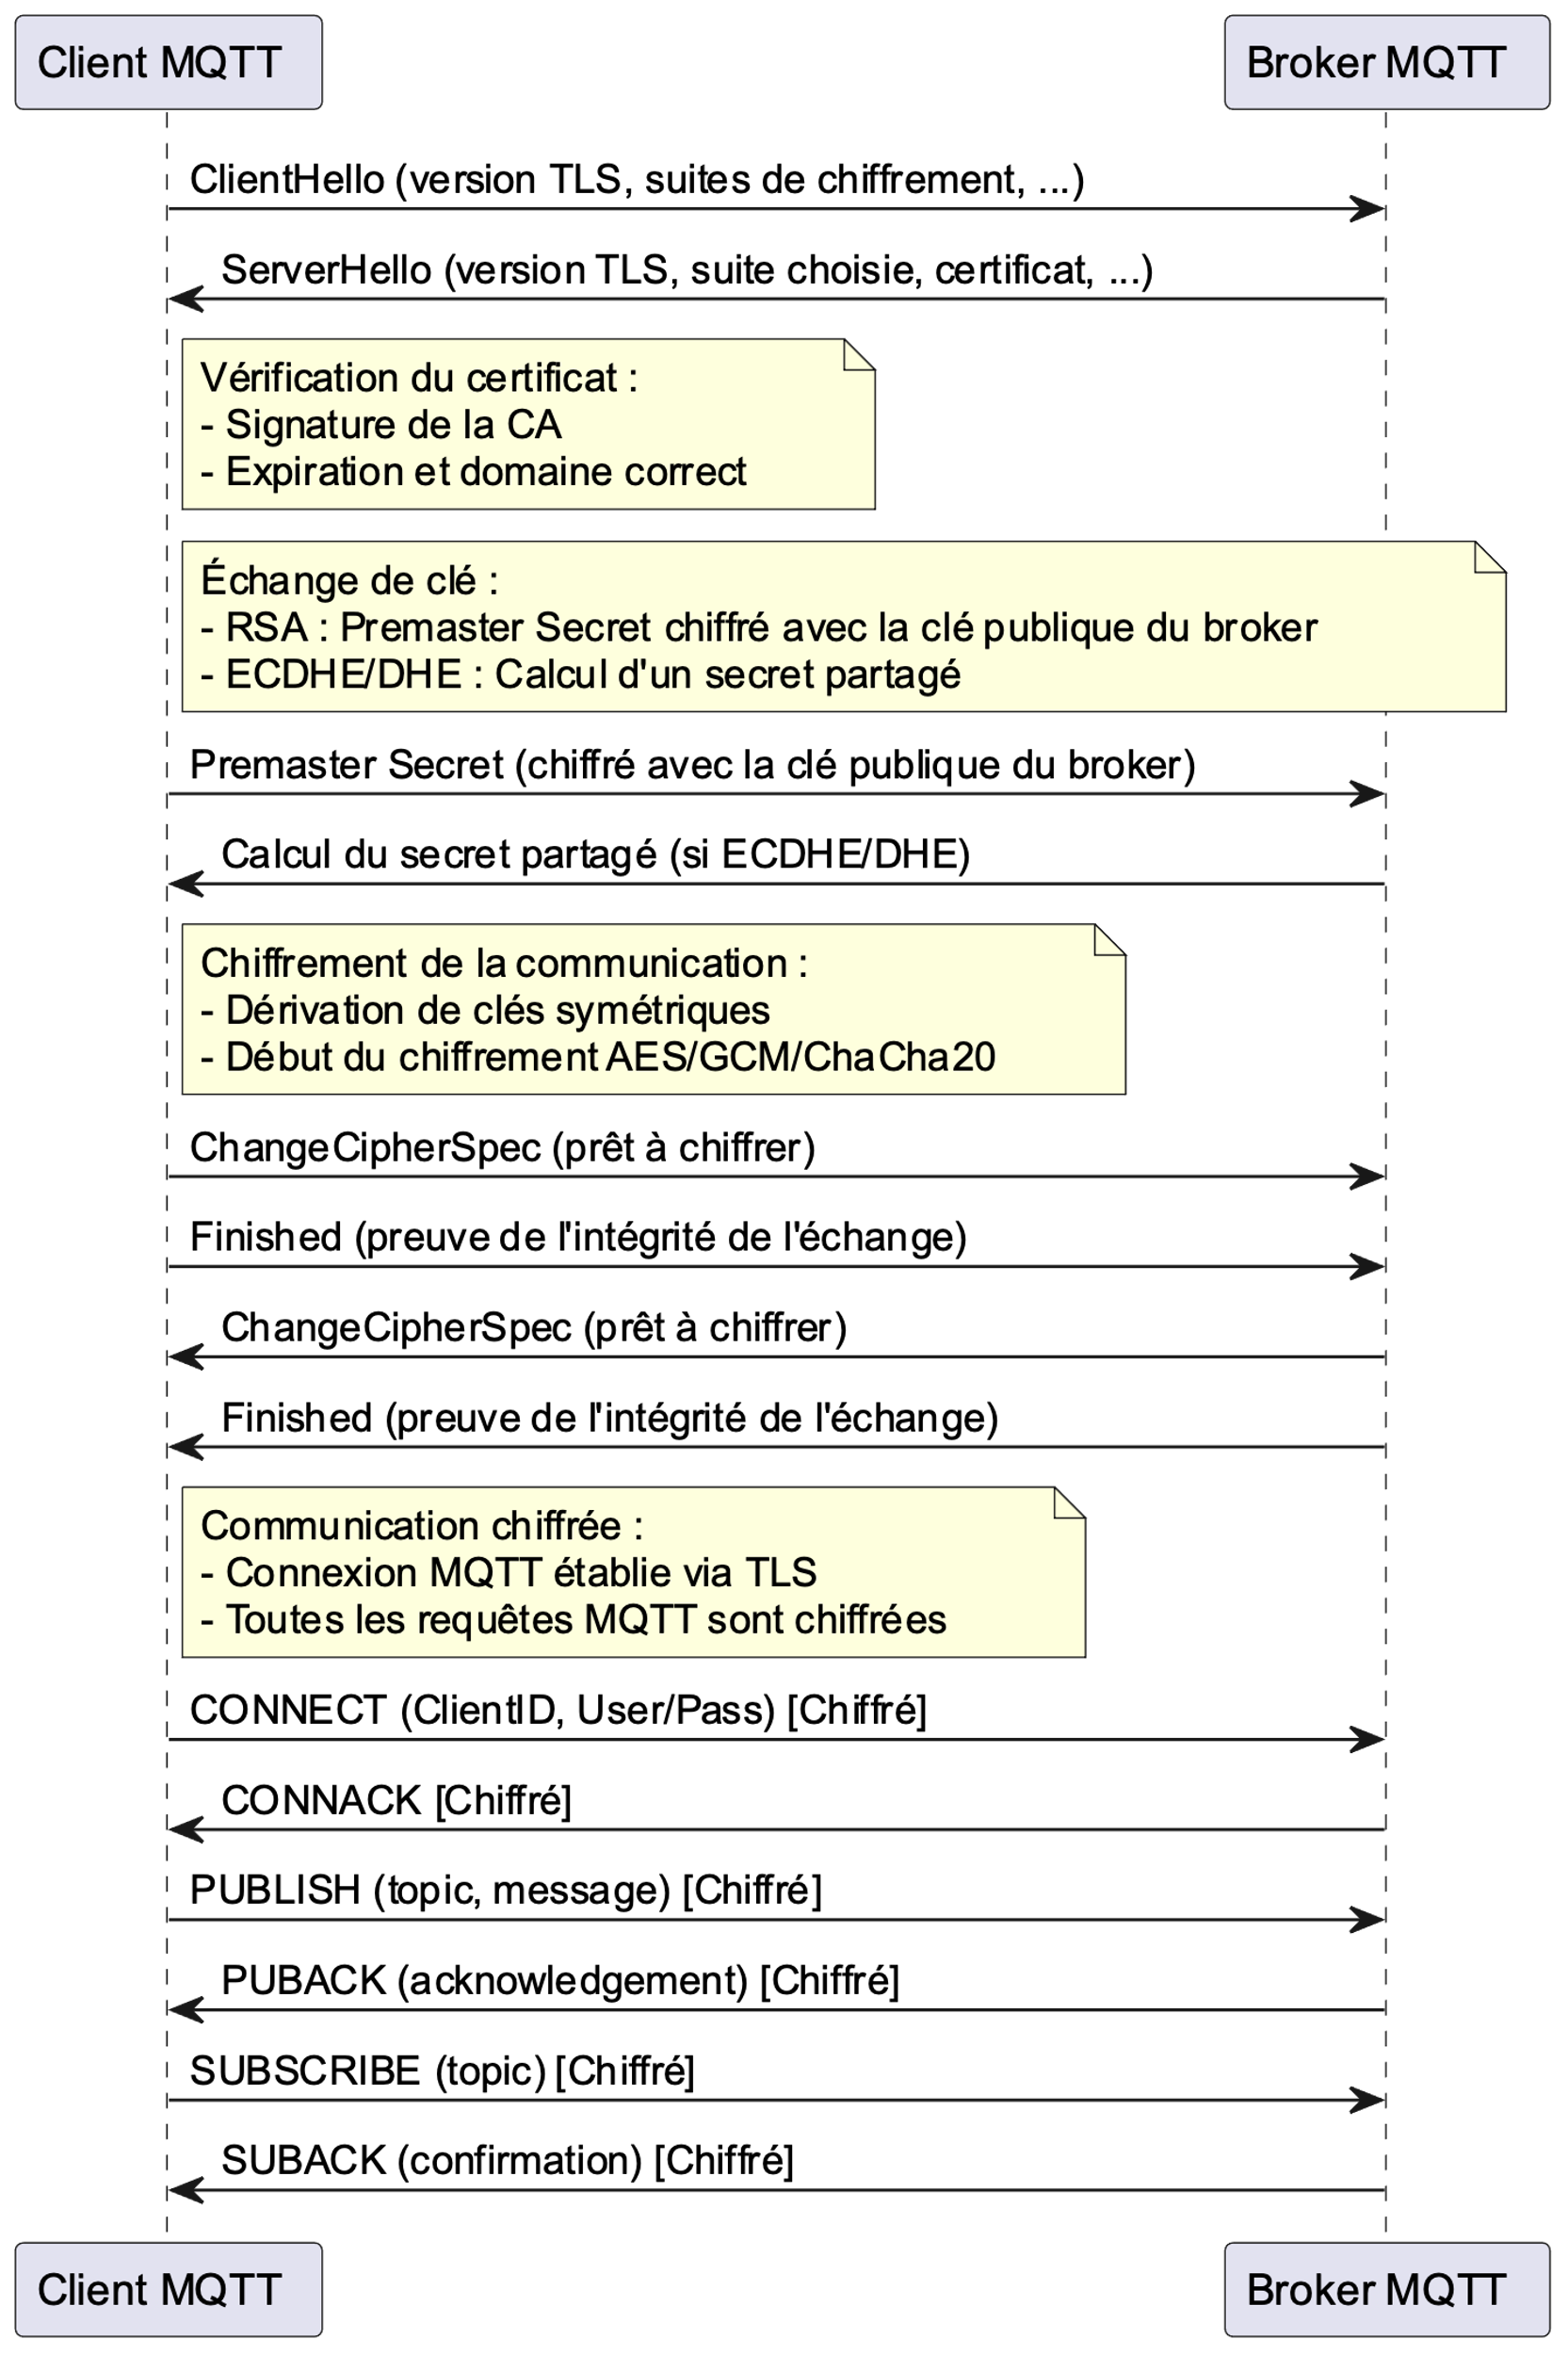 Client MQTT
Broker MQTT
ClientHello (version TLS, suites de chiffrement, ...)
ServerHello (version TLS, suite choisie, certificat, ...)
Vérification du certificat :
- Signature de la CA
- Expiration et domaine correct
Échange de clé :
- RSA : Premaster Secret chiffré avec la clé publique du broker
- ECDHE/DHE : Calcul d'un secret partagé
Premaster Secret (chiffré avec la clé publique du broker)
Calcul du secret partagé (si ECDHE/DHE)
Chiffrement de la communication :
- Dérivation de clés symétriques
- Début du chiffrement AES/GCM/ChaCha20
ChangeCipherSpec (prêt à chiffrer)
Finished (preuve de l'intégrité de l'échange)
ChangeCipherSpec (prêt à chiffrer)
Finished (preuve de l'intégrité de l'échange)
Communication chiffrée :
- Connexion MQTT établie via TLS
- Toutes les requêtes MQTT sont chiffrées
CONNECT (ClientID, User/Pass) [Chiffré]
CONNACK [Chiffré]
PUBLISH (topic, message) [Chiffré]
PUBACK (acknowledgement) [Chiffré]
SUBSCRIBE (topic) [Chiffré]
SUBACK (confirmation) [Chiffré]
Client MQTT
Broker MQTT